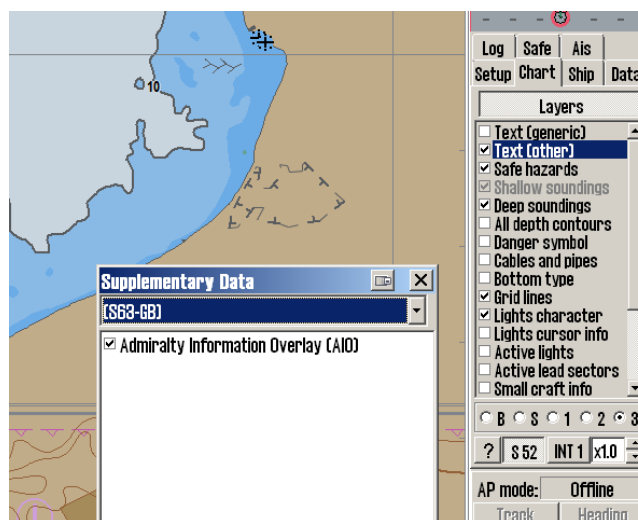 10
Supplementary Data
(S63-GB)
Admiralty Information Overlay (AIO)
Log Safe Ais
Setup Chart Ship Data
Layers
Text (generic)
Text (other)
Safe hazards
Shallow soundings
Deep soundings
All depth contours
Danger symbol
Cables and pipes
Bottom type
Grid lines
Lights character
Lights cursor info
Active lights
Active lead sectors
Small craft info
B S 1 2 3
? S 52 INT 1 x1.0
AP mode: Offline
Track Heading